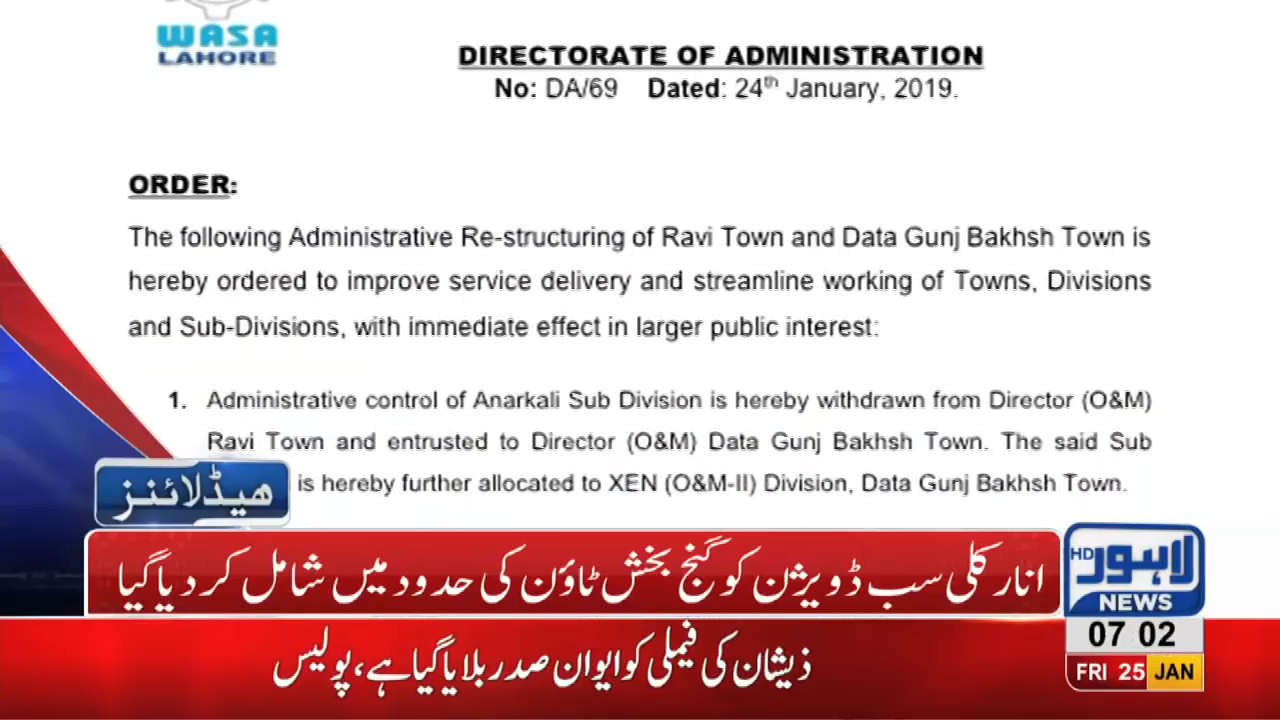 WASA
LAHORE
DIRECTORATE OF ADMINISTRATION
No: DA/69 Dated: 24th January, 2019.
ORDER:
The following Administrative Re-structuring of Ravi Town and Data Gunj Bakhsh Town is
hereby ordered to improve service delivery and streamline working of Towns, Divisions
and Sub-Divisions, with immediate effect in larger public interest:
1. Administrative control of Anarkali Sub Division is hereby withdrawn from Director (O&M)
Ravi Town and entrusted to Director (O&M) Data Gunj Bakhsh Town. The said Sub
is hereby further allocated to XEN (O&M-II) Division, Data Gunj Bakhsh Town.
ہیڈلائنز
انارکلی سب ڈویژن کو گنج بخش ٹاؤن کی حدود میں شامل کر دیا گیا
ذیشان کی فیملی کو ایوان صدر بلایا گیا ہے، پولیس
لاہور HD
NEWS
07 02
FRI 25 JAN